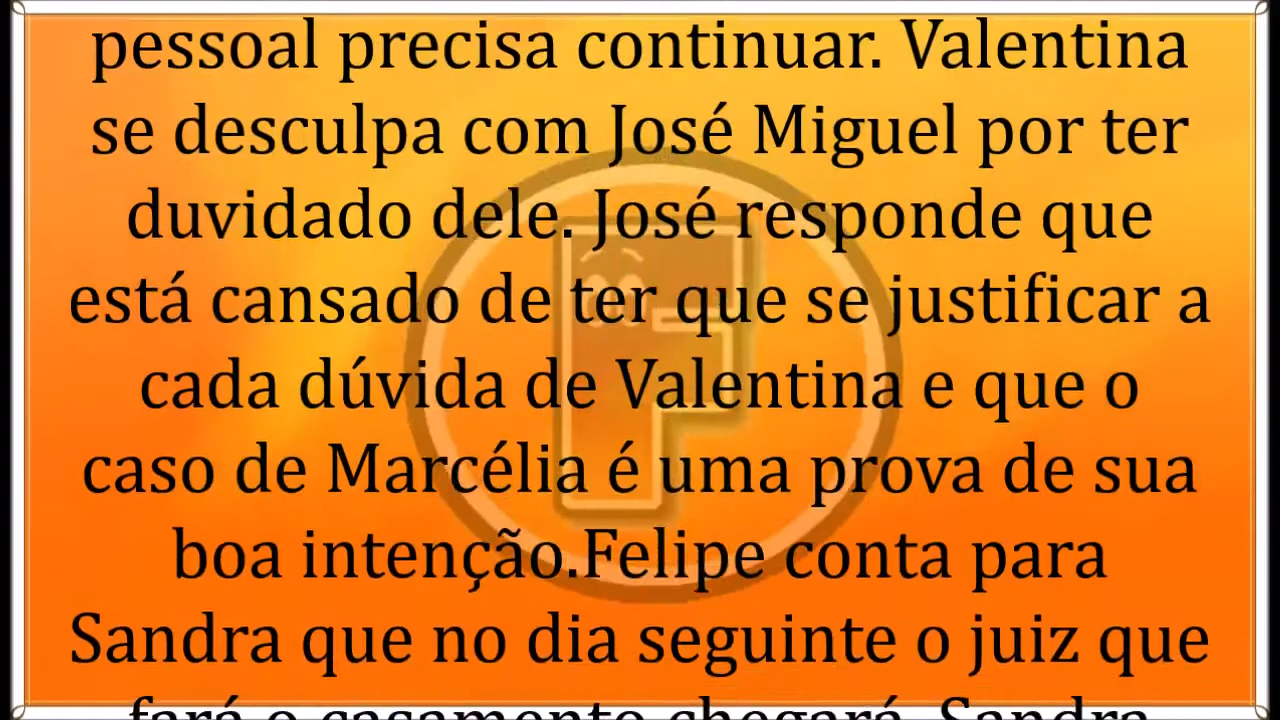 pessoal precisa continuar. Valentina
se desculpa com José Miguel por ter
duvidado dele. José responde que
está cansado de ter que se justificar a
cada dúvida de Valentina e que o
caso de Marcélia é uma prova de sua
boa intenção.Felipe conta para
Sandra que no dia seguinte o juiz que
fará o casamento chegará. Sandra